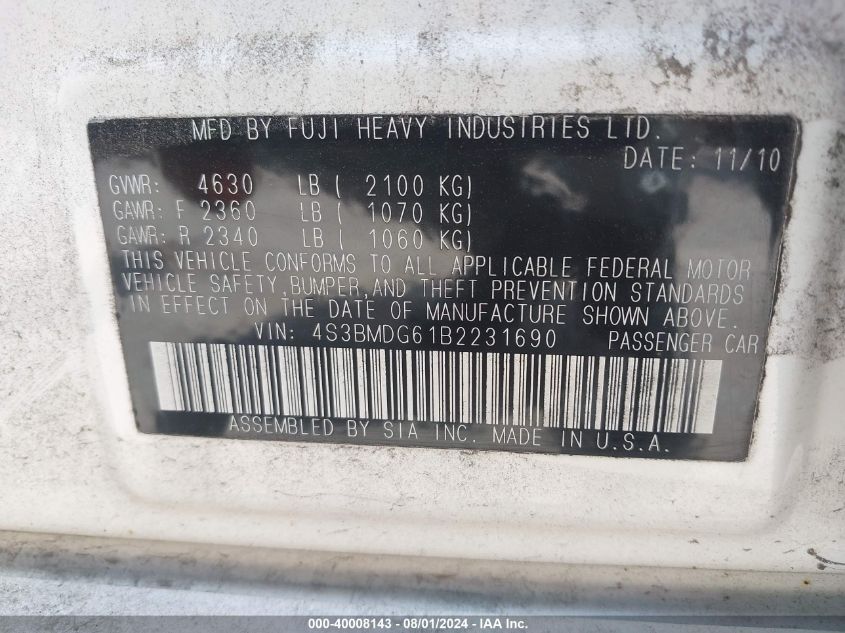 MFD BY FUJI HEAVY INDUSTRIES LTD.
DATE: 11/10
GVWR: 4630 LB ( 2100 KG)
GAWR: F 2360 LB ( 1070 KG)
GAWR: R 2340 LB ( 1060 KG)
THIS VEHICLE CONFORMS TO ALL APPLICABLE FEDERAL MOTOR
VEHICLE SAFETY, BUMPER, AND THEFT PREVENTION STANDARDS
IN EFFECT ON THE DATE OF MANUFACTURE SHOWN ABOVE.
VIN: 4S3BMDG61B2231690 PASSENGER CAR
ASSEMBLED BY SIA INC. MADE IN U.S.A.
000-40008143 - 08/01/2024 - IAA Inc.